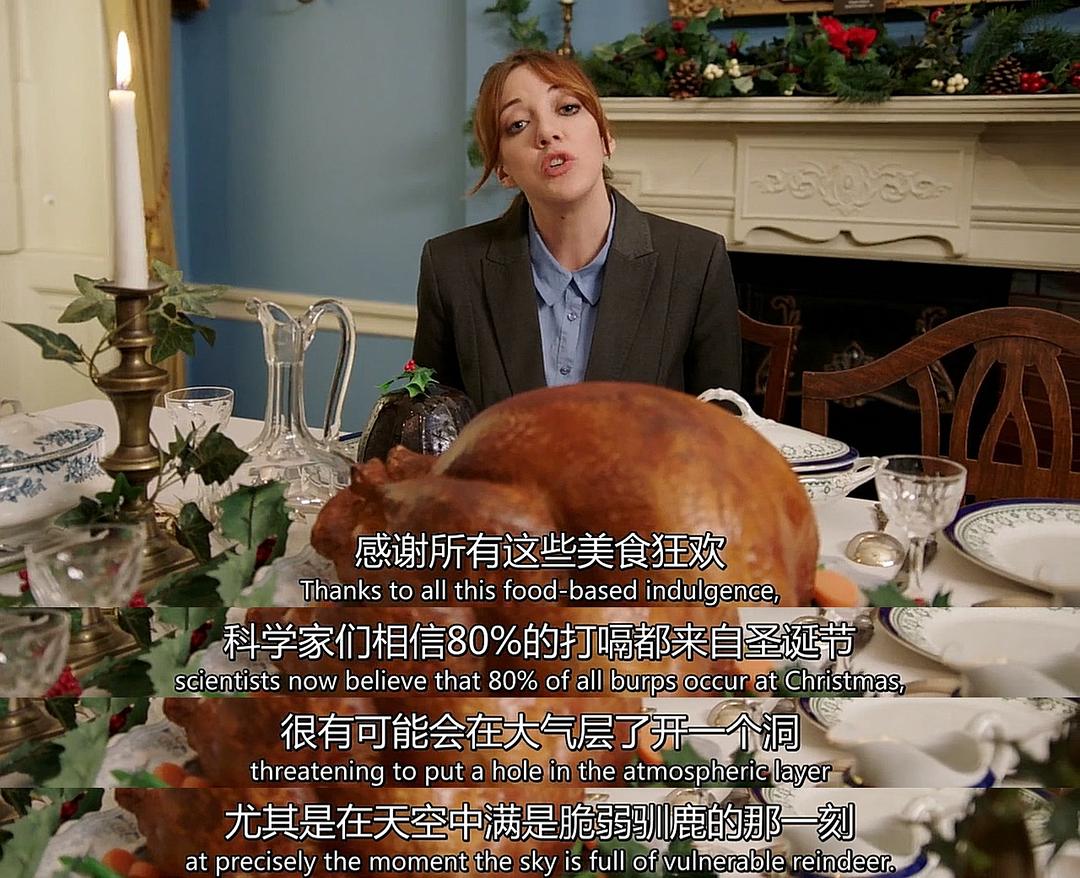 感谢所有这些美食狂欢
Thanks to all this food-based indulgence,
科学家们相信80%的打嗝都来自圣诞节
scientists now believe that 80% of all burps occur at Christmas,
很有可能会在大气层了开一个洞
threatening to put a hole in the atmospheric layer
尤其是在天空中满是脆弱驯鹿的那一刻
at precisely the moment the sky is full of vulnerable reindeer.